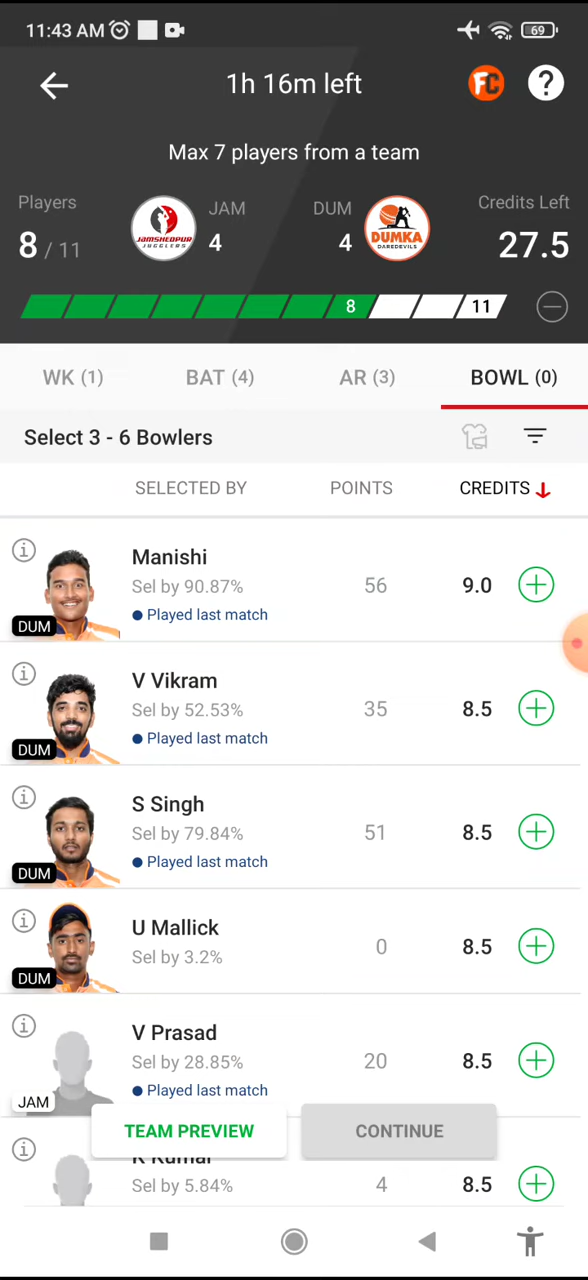 11:43 AM
69
1h 16m left
FC
?
Max 7 players from a team
Players
JAM
DUM
Credits Left
8 / 11
JAMSHEDPUR
JUGGLERS
4
4
DUMKA
DAREDEVILS
27.5
8
11
WK (1)
BAT (4)
AR (3)
BOWL (0)
Select 3 - 6 Bowlers
SELECTED BY
POINTS
CREDITS
Manishi
Sel by 90.87%
56
9.0
Played last match
DUM
V Vikram
Sel by 52.53%
35
8.5
Played last match
DUM
S Singh
Sel by 79.84%
51
8.5
Played last match
DUM
U Mallick
Sel by 3.2%
0
8.5
DUM
V Prasad
Sel by 28.85%
20
8.5
Played last match
JAM
TEAM PREVIEW
CONTINUE
Sel by 5.84%
4
8.5